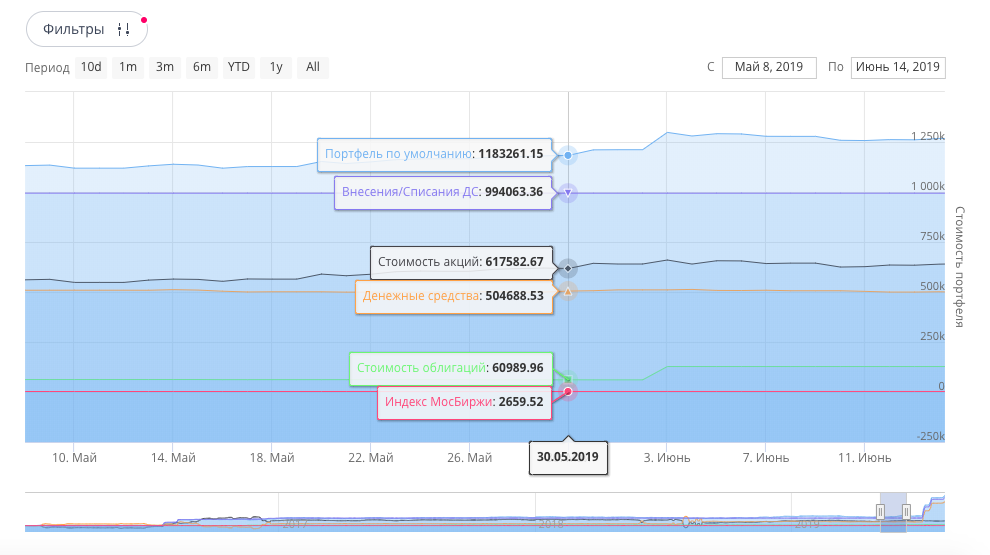 Фильтры
Период 10d 1m 3m 6m YTD 1y All С Май 8, 2019 По Июнь 14, 2019
1 250k
Портфель по умолчанию: 1183261.15
1 000k
Внесения/Списания ДС: 994063.36
750k
Стоимость акций: 617582.67
500k
Денежные средства: 504688.53
250k
Стоимость облигаций: 60989.96
0
Индекс МосБиржи: 2659.52
-250k
Стоимость портфеля
10. Май 14. Май 18. Май 22. Май 26. Май 30.05.2019 3. Июнь 7. Июнь 11. Июнь
2017 2018 2019